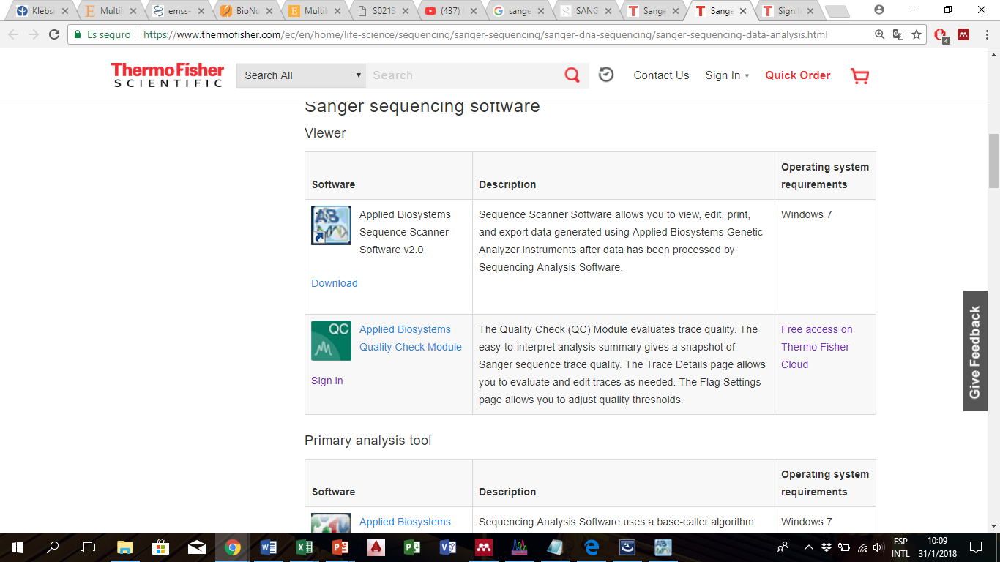 Klebsi
Multile
emss-
BioNu
Multil
S0213
(437)
sange
SANG
Sange
Sange
Sign I
Es seguro
https://www.thermofisher.com/ec/en/home/life-science/sequencing/sanger-sequencing/sanger-dna-sequencing/sanger-sequencing-data-analysis.html
4
ThermoFisher
SCIENTIFIC
Search All
Search
Contact Us
Sign In
Quick Order
Sanger sequencing software
Viewer
Software
Description
Operating system
requirements
Applied Biosystems
Sequence Scanner
Software v2.0
Download
Sequence Scanner Software allows you to view, edit, print,
and export data generated using Applied Biosystems Genetic
Analyzer instruments after data has been processed by
Sequencing Analysis Software.
Windows 7
QC
Applied Biosystems
Quality Check Module
Sign in
The Quality Check (QC) Module evaluates trace quality. The
easy-to-interpret analysis summary gives a snapshot of
Sanger sequence trace quality. The Trace Details page allows
you to evaluate and edit traces as needed. The Flag Settings
page allows you to adjust quality thresholds.
Free access on
Thermo Fisher
Cloud
Give Feedback
Primary analysis tool
Software
Description
Operating system
requirements
Applied Biosystems
Sequencing Analysis Software uses a base-caller algorithm
Windows 7
ESP
INTL
10:09
31/1/2018